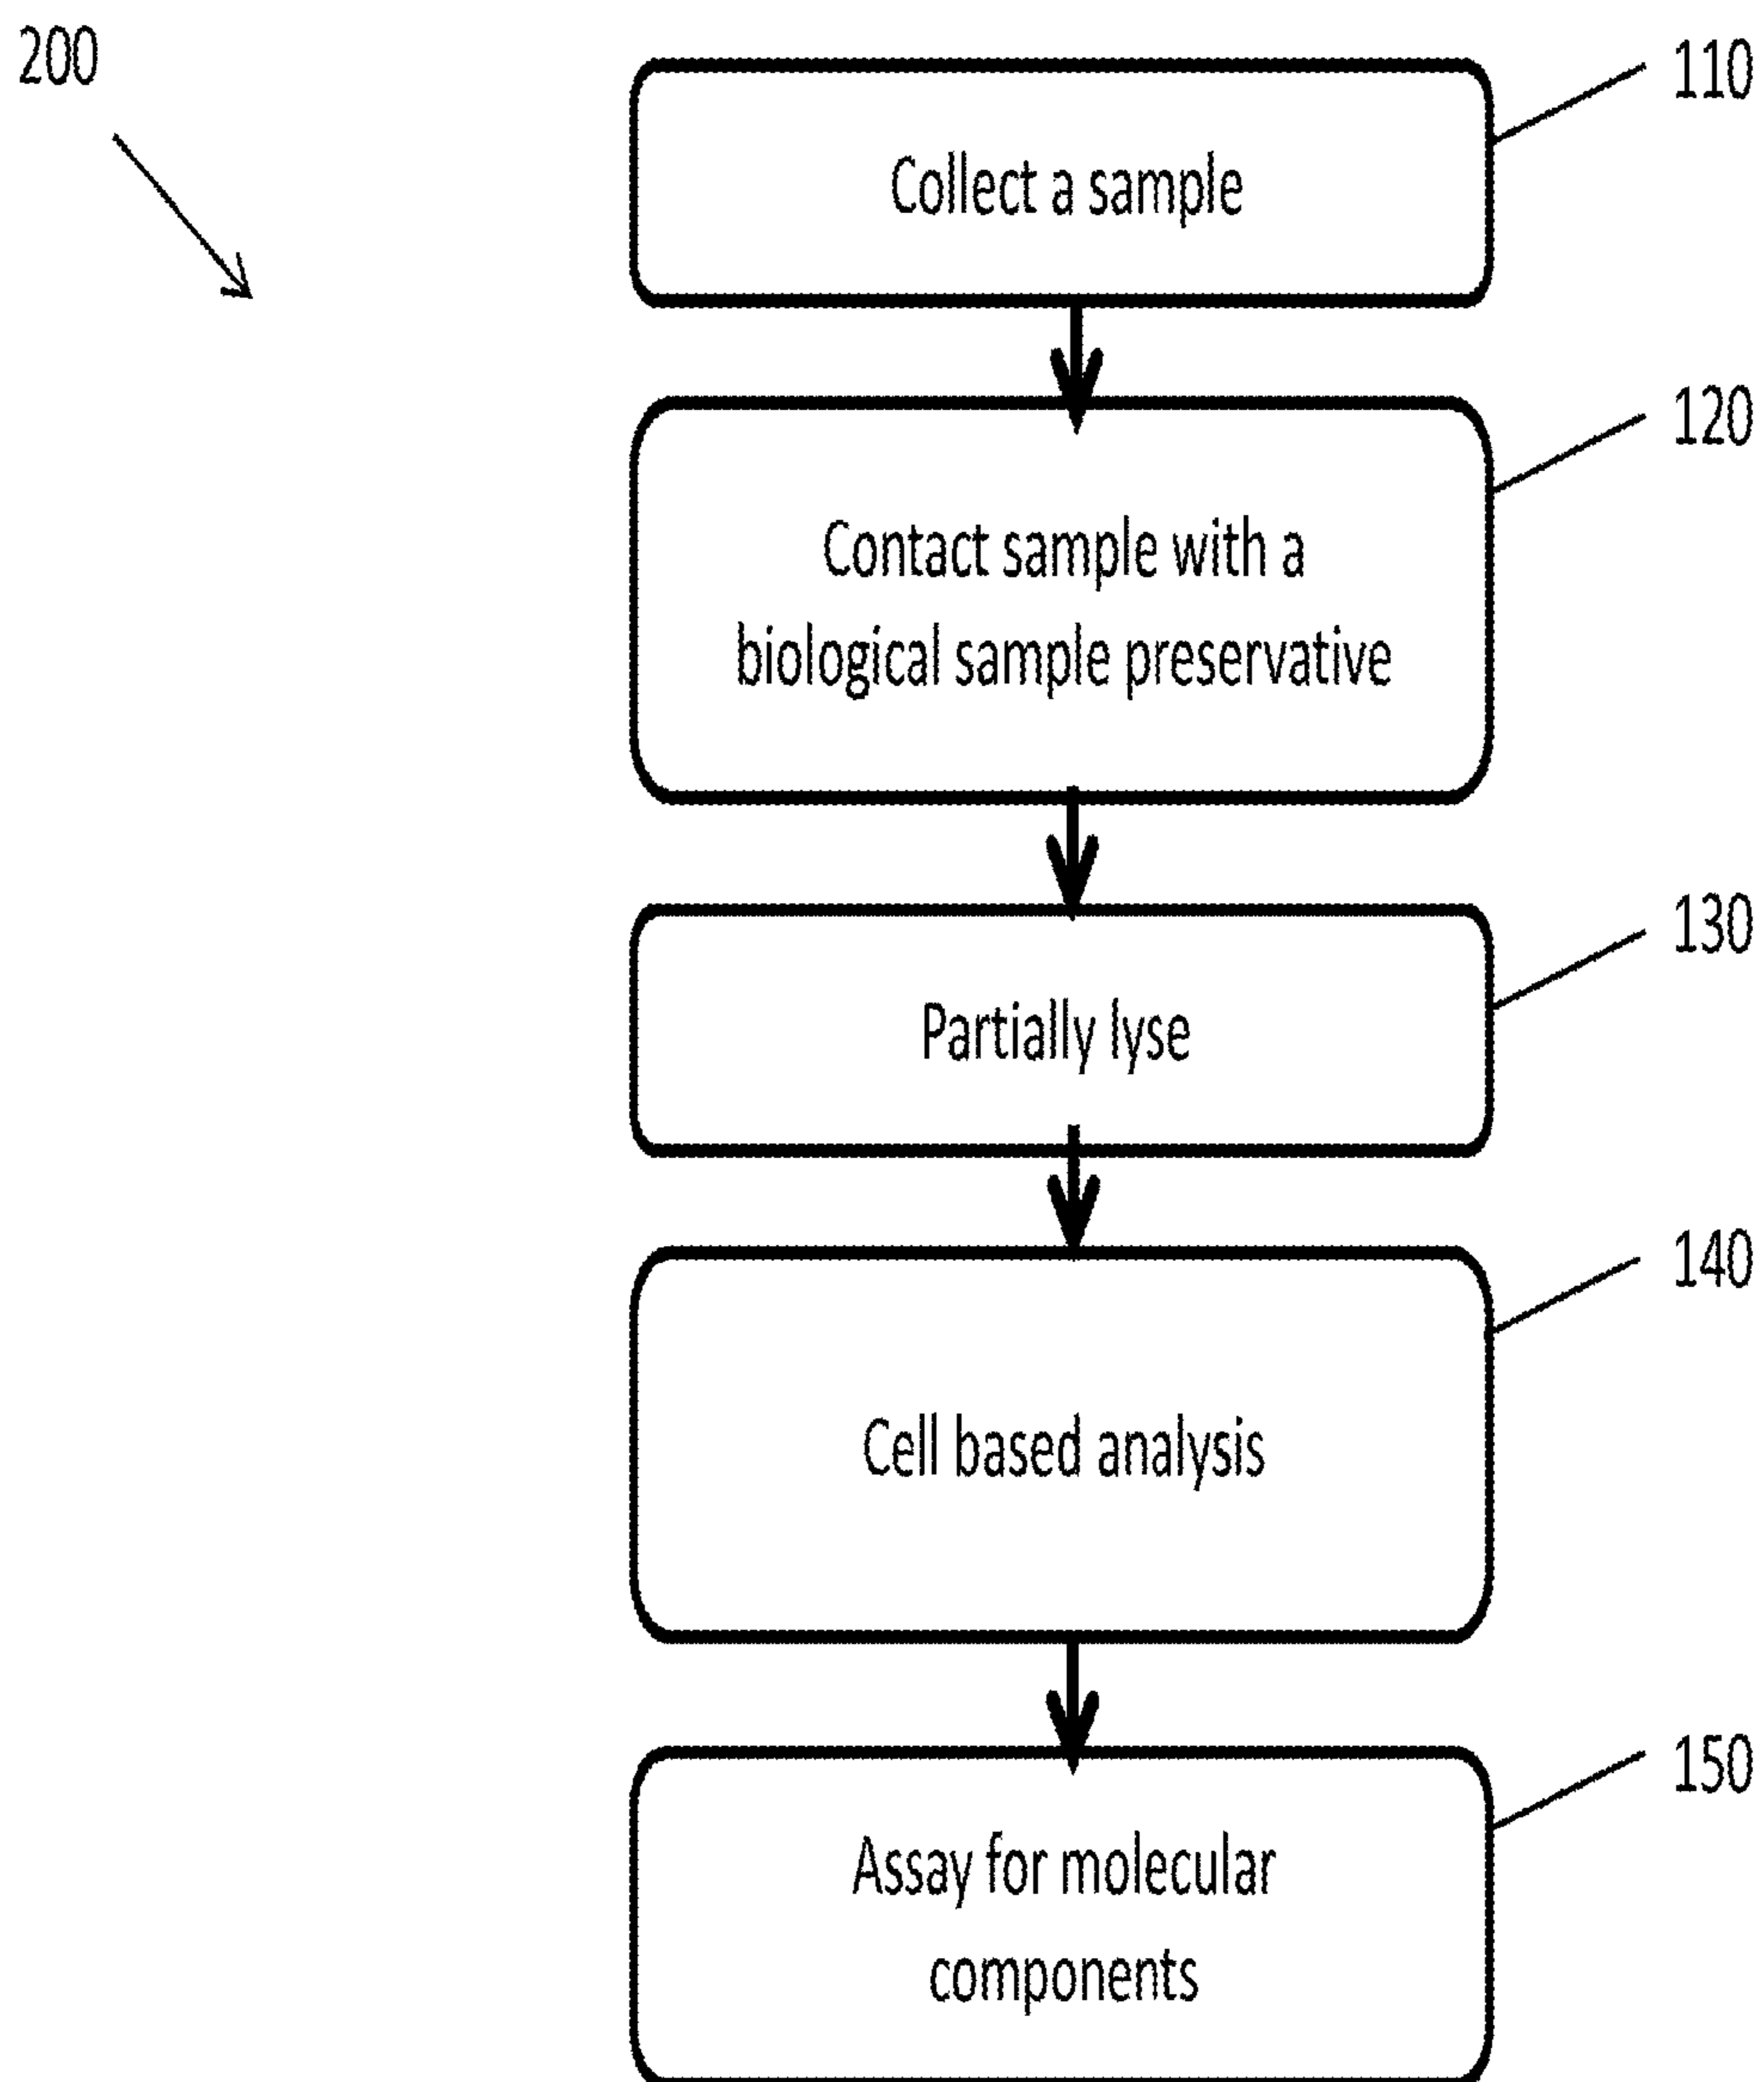 200
110
Collect a sample
120
Contact sample with a
biological sample preservative
130
Partially lyse
140
Cell based analysis
150
Assay for molecular
components